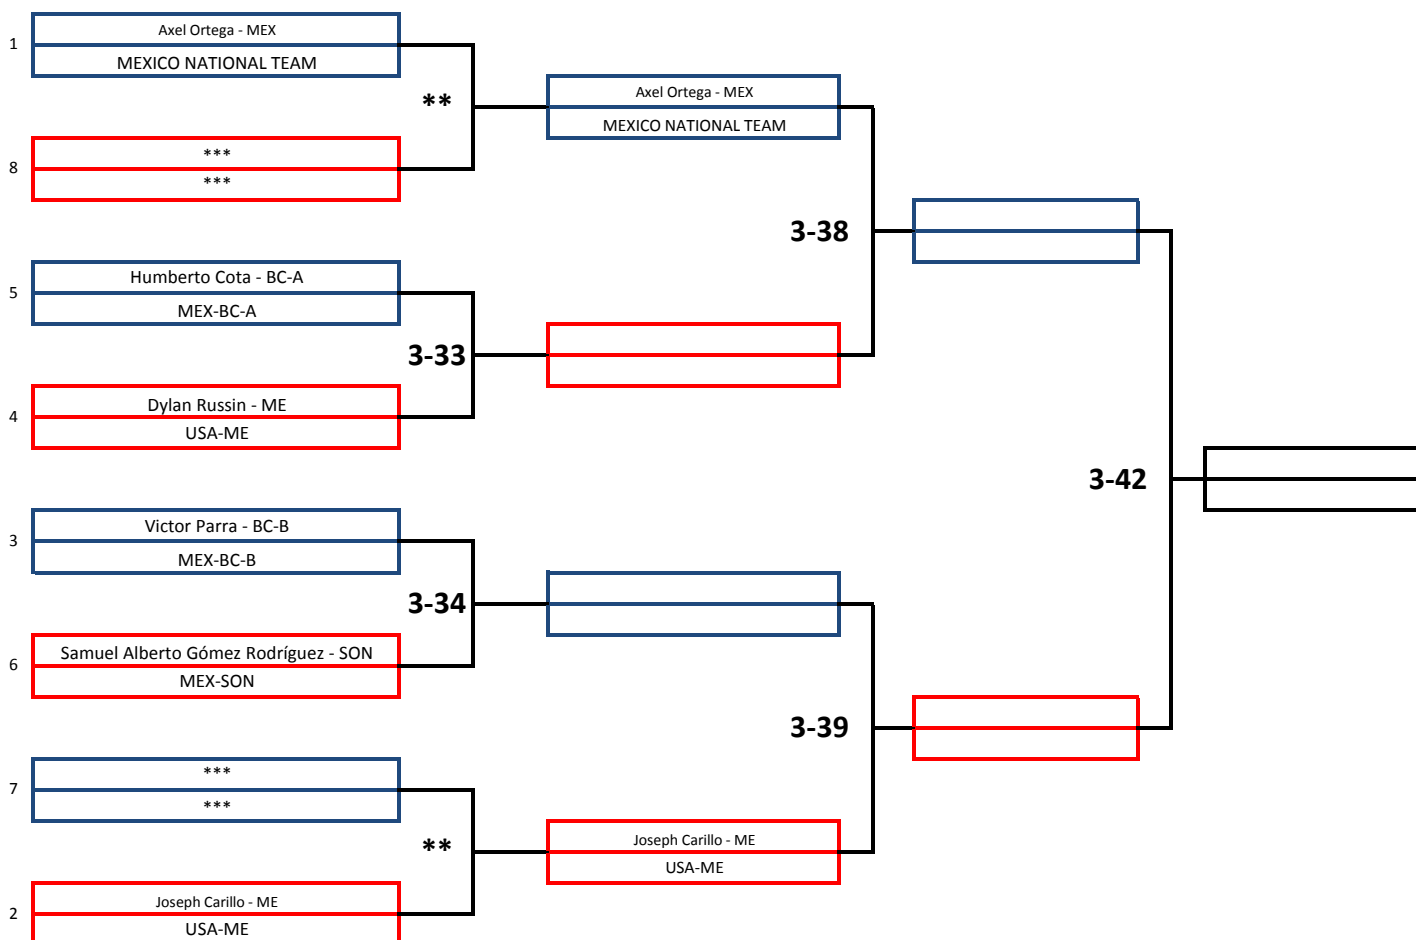 1
Axel Ortega - MEX
MEXICO NATIONAL TEAM
**
Axel Ortega - MEX
MEXICO NATIONAL TEAM
8
***
***
3-38
5
Humberto Cota - BC-A
MEX-BC-A
3-33
4
Dylan Russin - ME
USA-ME
3-42
3
Victor Parra - BC-B
MEX-BC-B
3-34
6
Samuel Alberto Gómez Rodríguez - SON
MEX-SON
3-39
7
***
***
**
Joseph Carillo - ME
USA-ME
2
Joseph Carillo - ME
USA-ME